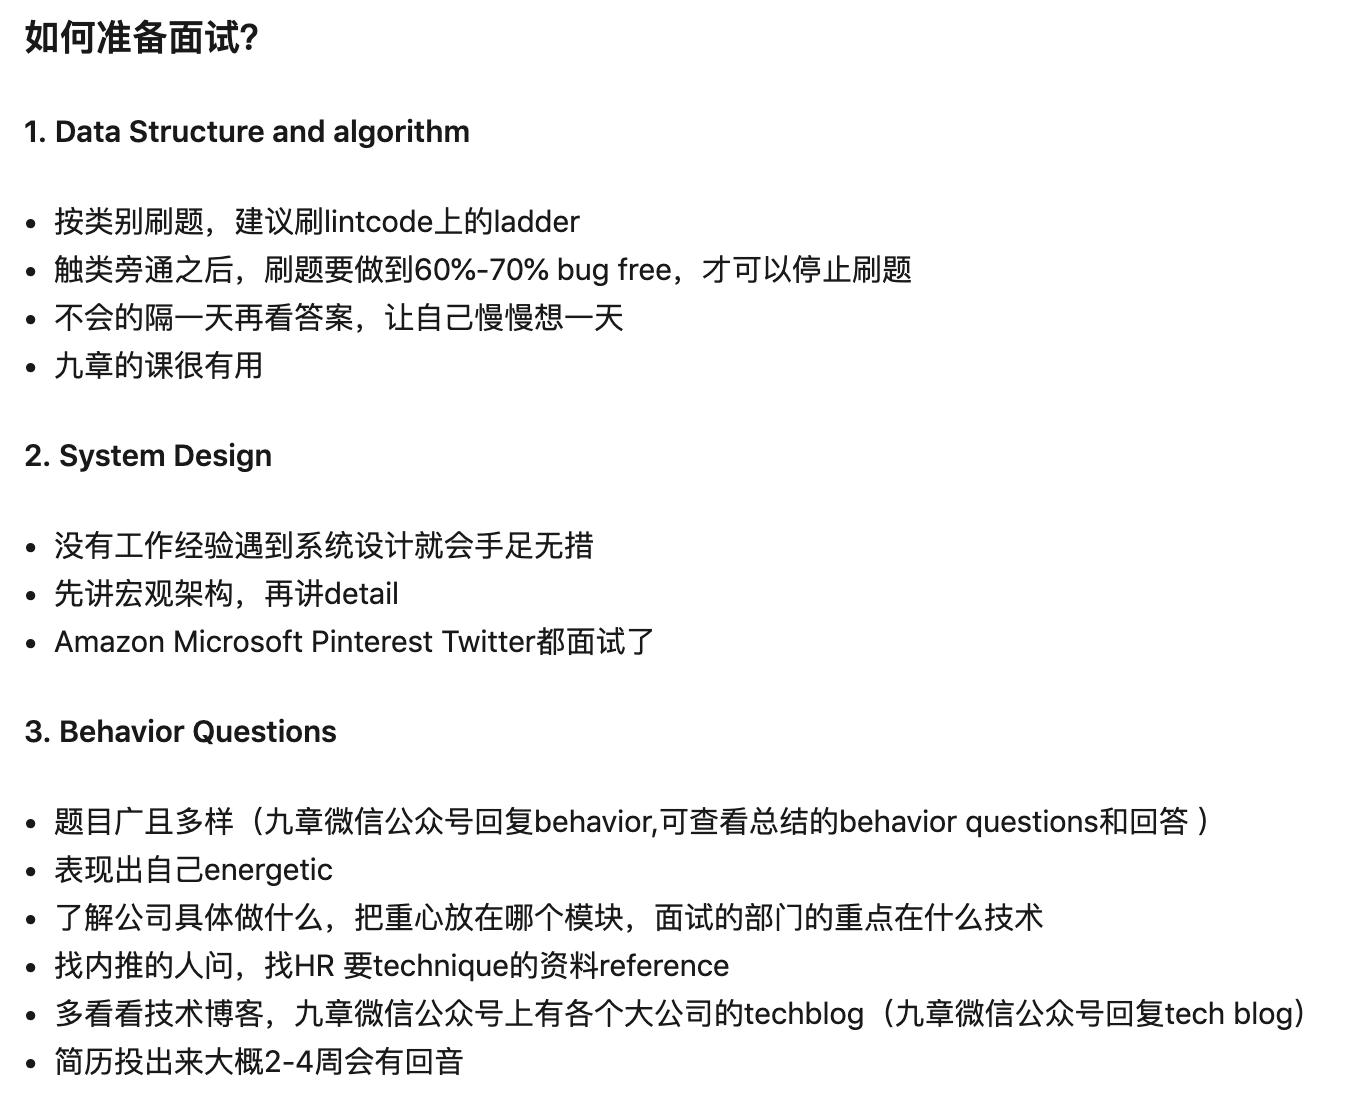 如何准备面试?
1. Data Structure and algorithm
• 按类别刷题，建议刷lintcode上的ladder
• 触类旁通之后，刷题要做到60%-70% bug free，才可以停止刷题
• 不会的隔一天再看答案，让自己慢慢想一天
• 九章的课很有用
2. System Design
• 没有工作经验遇到系统设计就会手足无措
• 先讲宏观架构，再讲detail
• Amazon Microsoft Pinterest Twitter都面试了
3. Behavior Questions
• 题目广且多样（九章微信公众号回复behavior,可查看总结的behavior questions和回答 ）
• 表现出自己energetic
• 了解公司具体做什么，把重心放在哪个模块，面试的部门的重点在什么技术
• 找内推的人问，找HR 要technique的资料reference
• 多看看技术博客，九章微信公众号上有各个大公司的techblog（九章微信公众号回复tech blog）
• 简历投出来大概2-4周会有回音